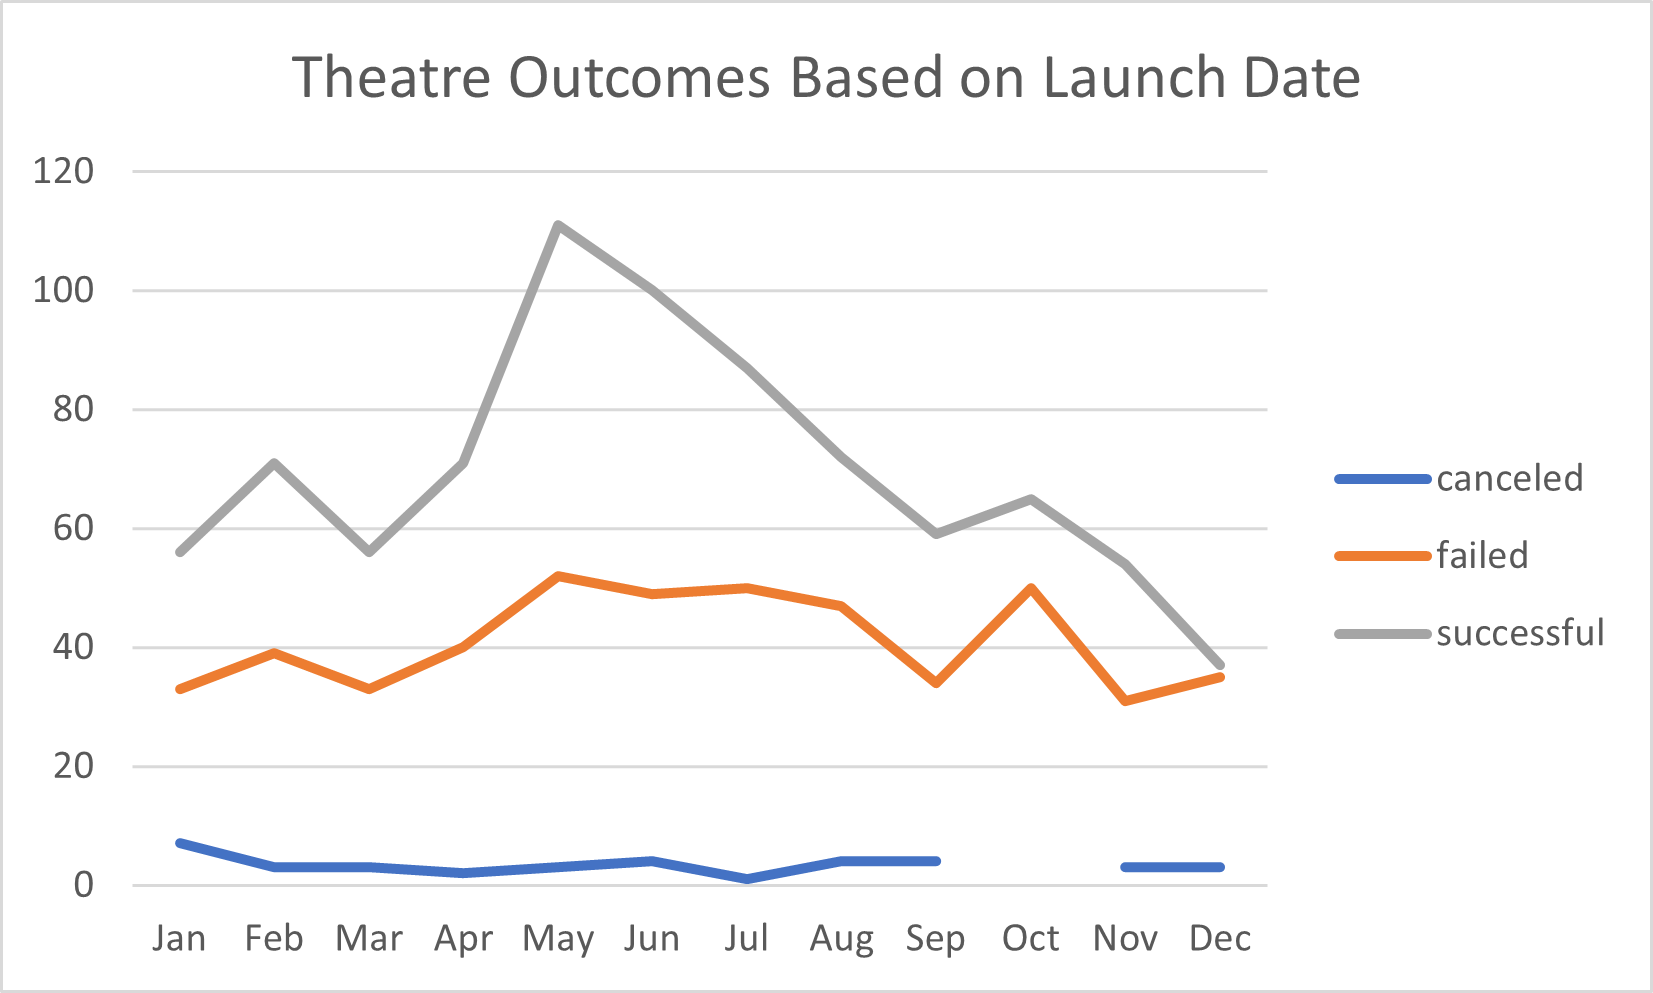 Theatre Outcomes Based on Launch Date
120
100
80
60
40
20
0
Jan Feb Mar Apr May Jun Jul Aug Sep Oct Nov Dec
canceled
failed
successful